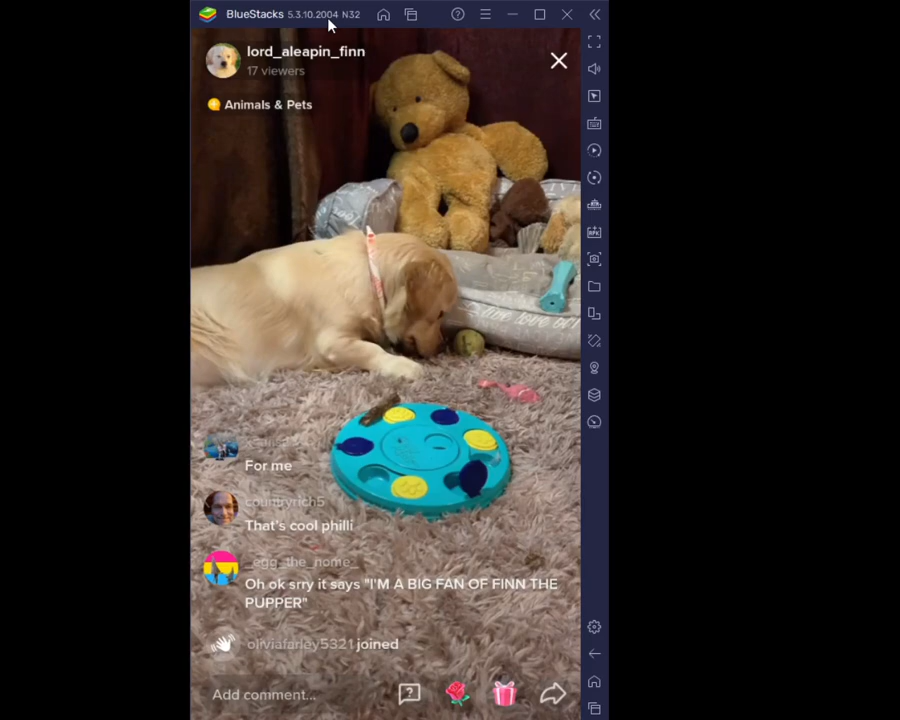 BlueStacks 5.3.10.2004 N32
lord_aleapin_finn
17 viewers
Animals & Pets
For me
countryrich5
That's cool philli
_egg_the_nome_
Oh ok srry it says "I'M A BIG FAN OF FINN THE
PUPPER"
oliviafarley5321 joined
Add comment...